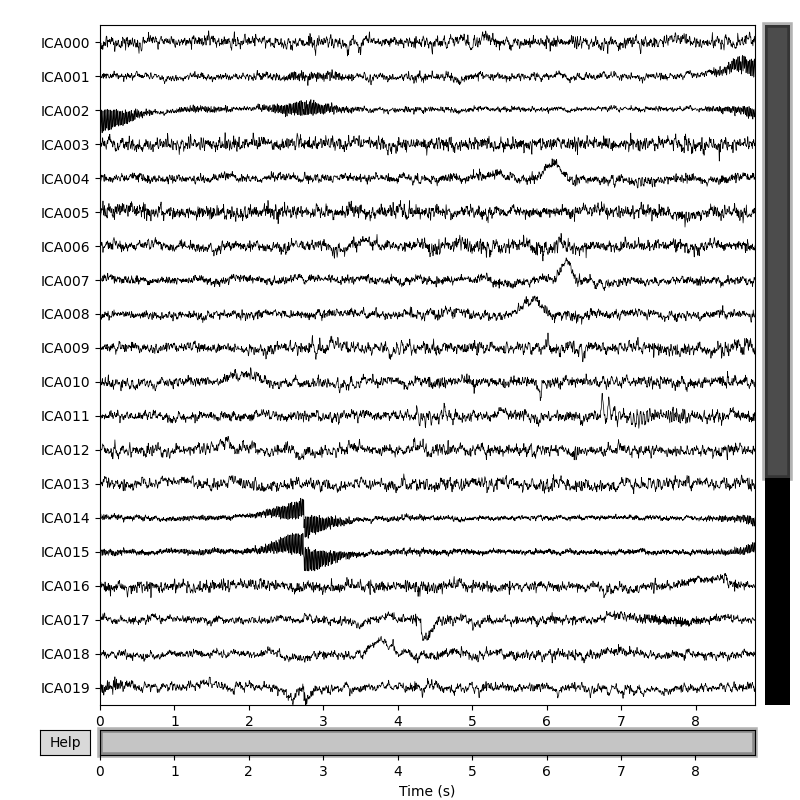 ICA000
ICA001
ICA002
ICA003
ICA004
ICA005
ICA006
ICA007
ICA008
ICA009
ICA010
ICA011
ICA012
ICA013
ICA014
ICA015
ICA016
ICA017
ICA018
ICA019
0 1 2 3 4 5 6 7 8
Help
0 1 2 3 4 5 6 7 8
Time (s)